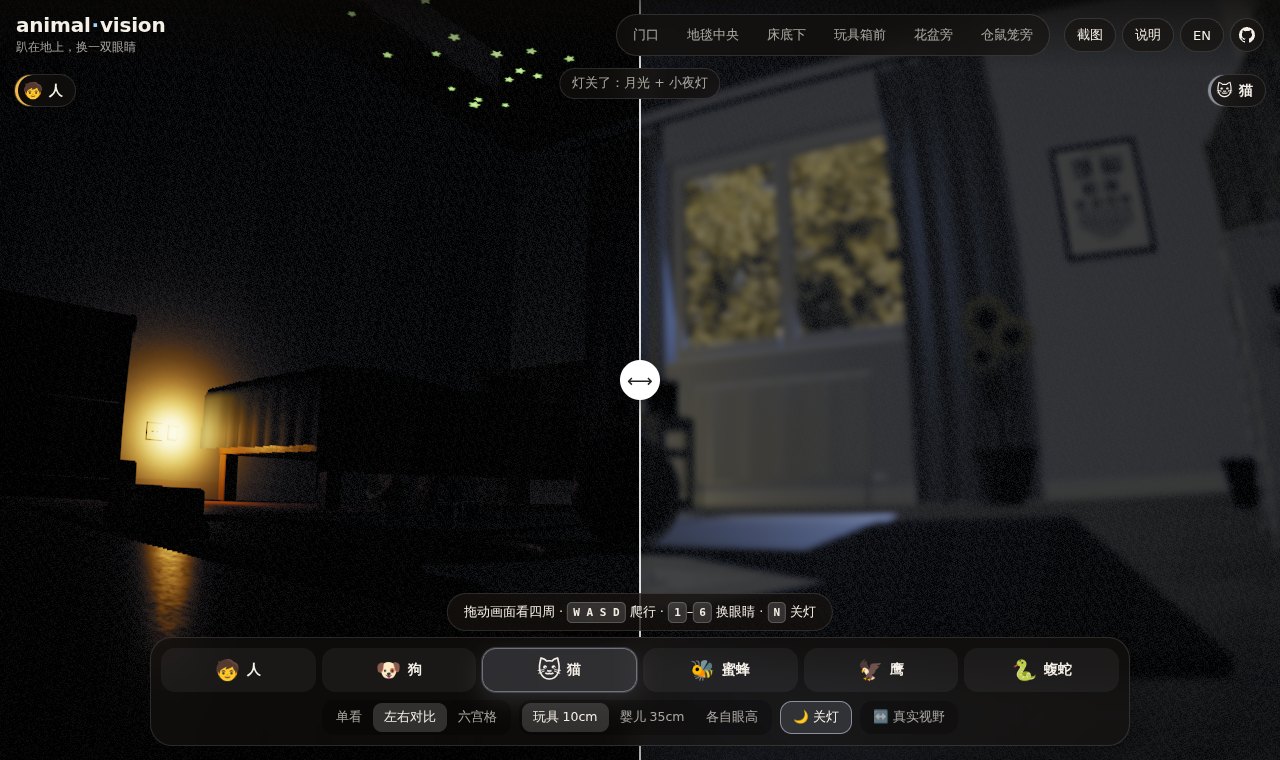 animal·vision
趴在地上，换一双眼睛
门口 地毯中央 床底下 玩具箱前 花盆旁 仓鼠笼旁
截图 说明 EN
灯关了：月光 + 小夜灯
人
猫
拖动画面看四周 · W A S D 爬行 · 1–6 换眼睛 · N 关灯
人 狗 猫 蜜蜂 鹰 蝮蛇
单看 左右对比 六宫格 玩具 10cm 婴儿 35cm 各自眼高 关灯 真实视野